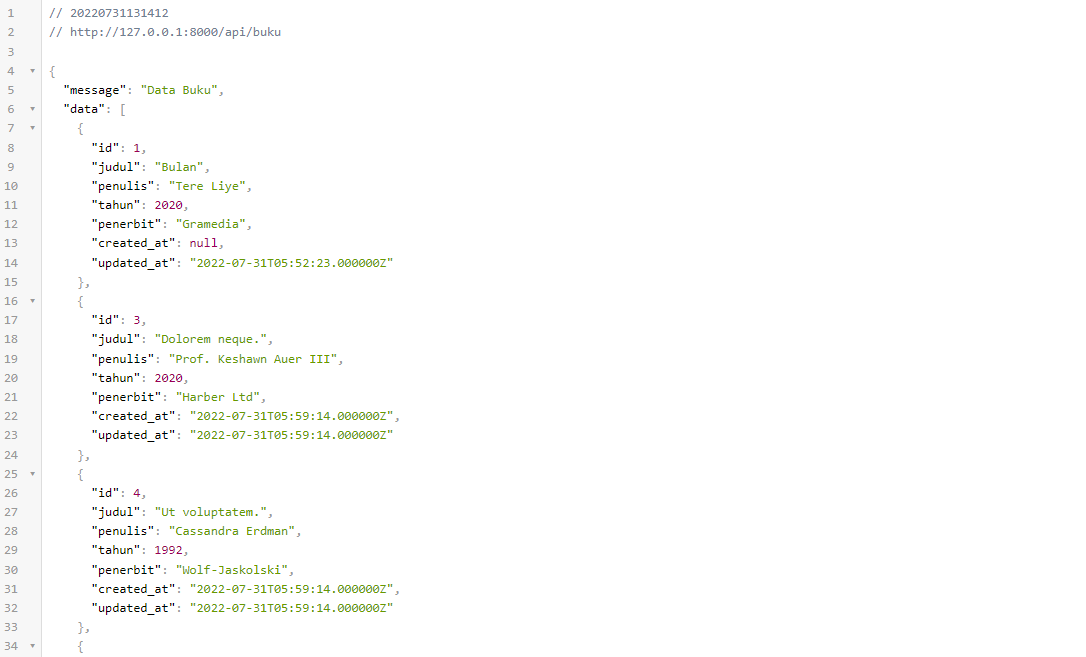 1 // 20220731131412
2 // http://127.0.0.1:8000/api/buku
3
4 {
5 "message": "Data Buku",
6 "data": [
7 {
8 "id": 1,
9 "judul": "Bulan",
10 "penulis": "Tere Liye",
11 "tahun": 2020,
12 "penerbit": "Gramedia",
13 "created_at": null,
14 "updated_at": "2022-07-31T05:52:23.000000Z"
15 },
16 {
17 "id": 3,
18 "judul": "Dolorem neque.",
19 "penulis": "Prof. Keshawn Auer III",
20 "tahun": 2020,
21 "penerbit": "Harber Ltd",
22 "created_at": "2022-07-31T05:59:14.000000Z",
23 "updated_at": "2022-07-31T05:59:14.000000Z"
24 },
25 {
26 "id": 4,
27 "judul": "Ut voluptatem.",
28 "penulis": "Cassandra Erdman",
29 "tahun": 1992,
30 "penerbit": "Wolf-Jaskolski",
31 "created_at": "2022-07-31T05:59:14.000000Z",
32 "updated_at": "2022-07-31T05:59:14.000000Z"
33 },
34 {